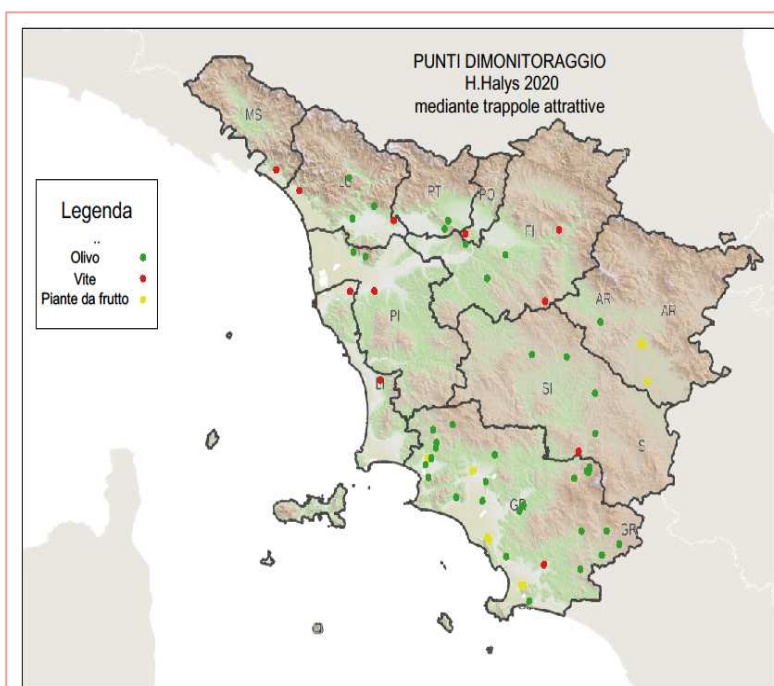 PUNTI DIMONITORAGGIO
H.Halys 2020
mediante trappole attrattive
MS
LU
PT
PO
FI
Legenda
..
Olivo
Vite
Piante da frutto
AR
AR
PI
LI
SI
S
GR
GR